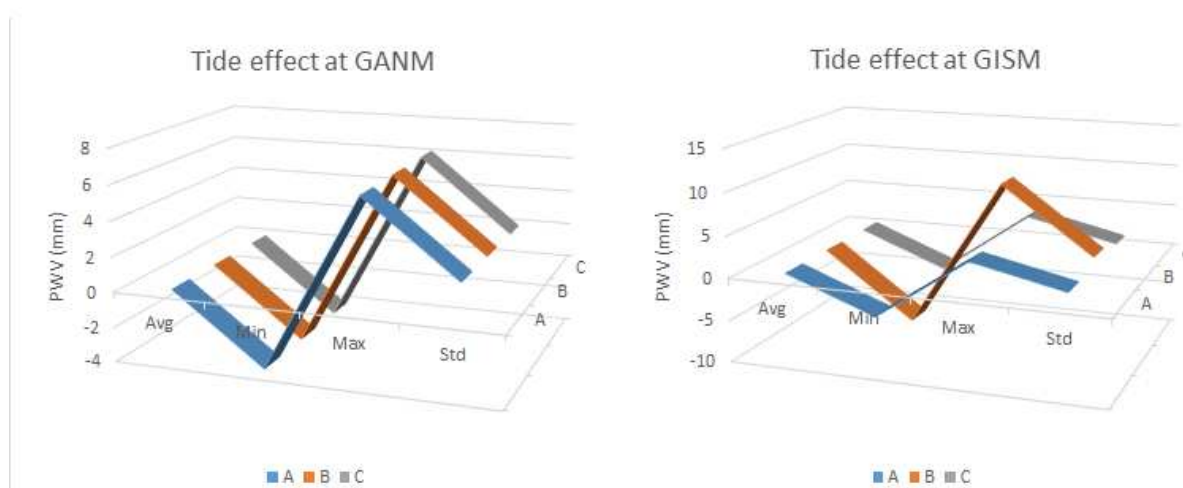 Tide effect at GANM
8
6
4
2
0
-2
-4
PWV (mm)
Avg
Min
Max
Std
A
B
C
A B C
Tide effect at GISM
15
10
5
0
-5
-10
PWV (mm)
Avg
Min
Max
Std
A
B
A B C